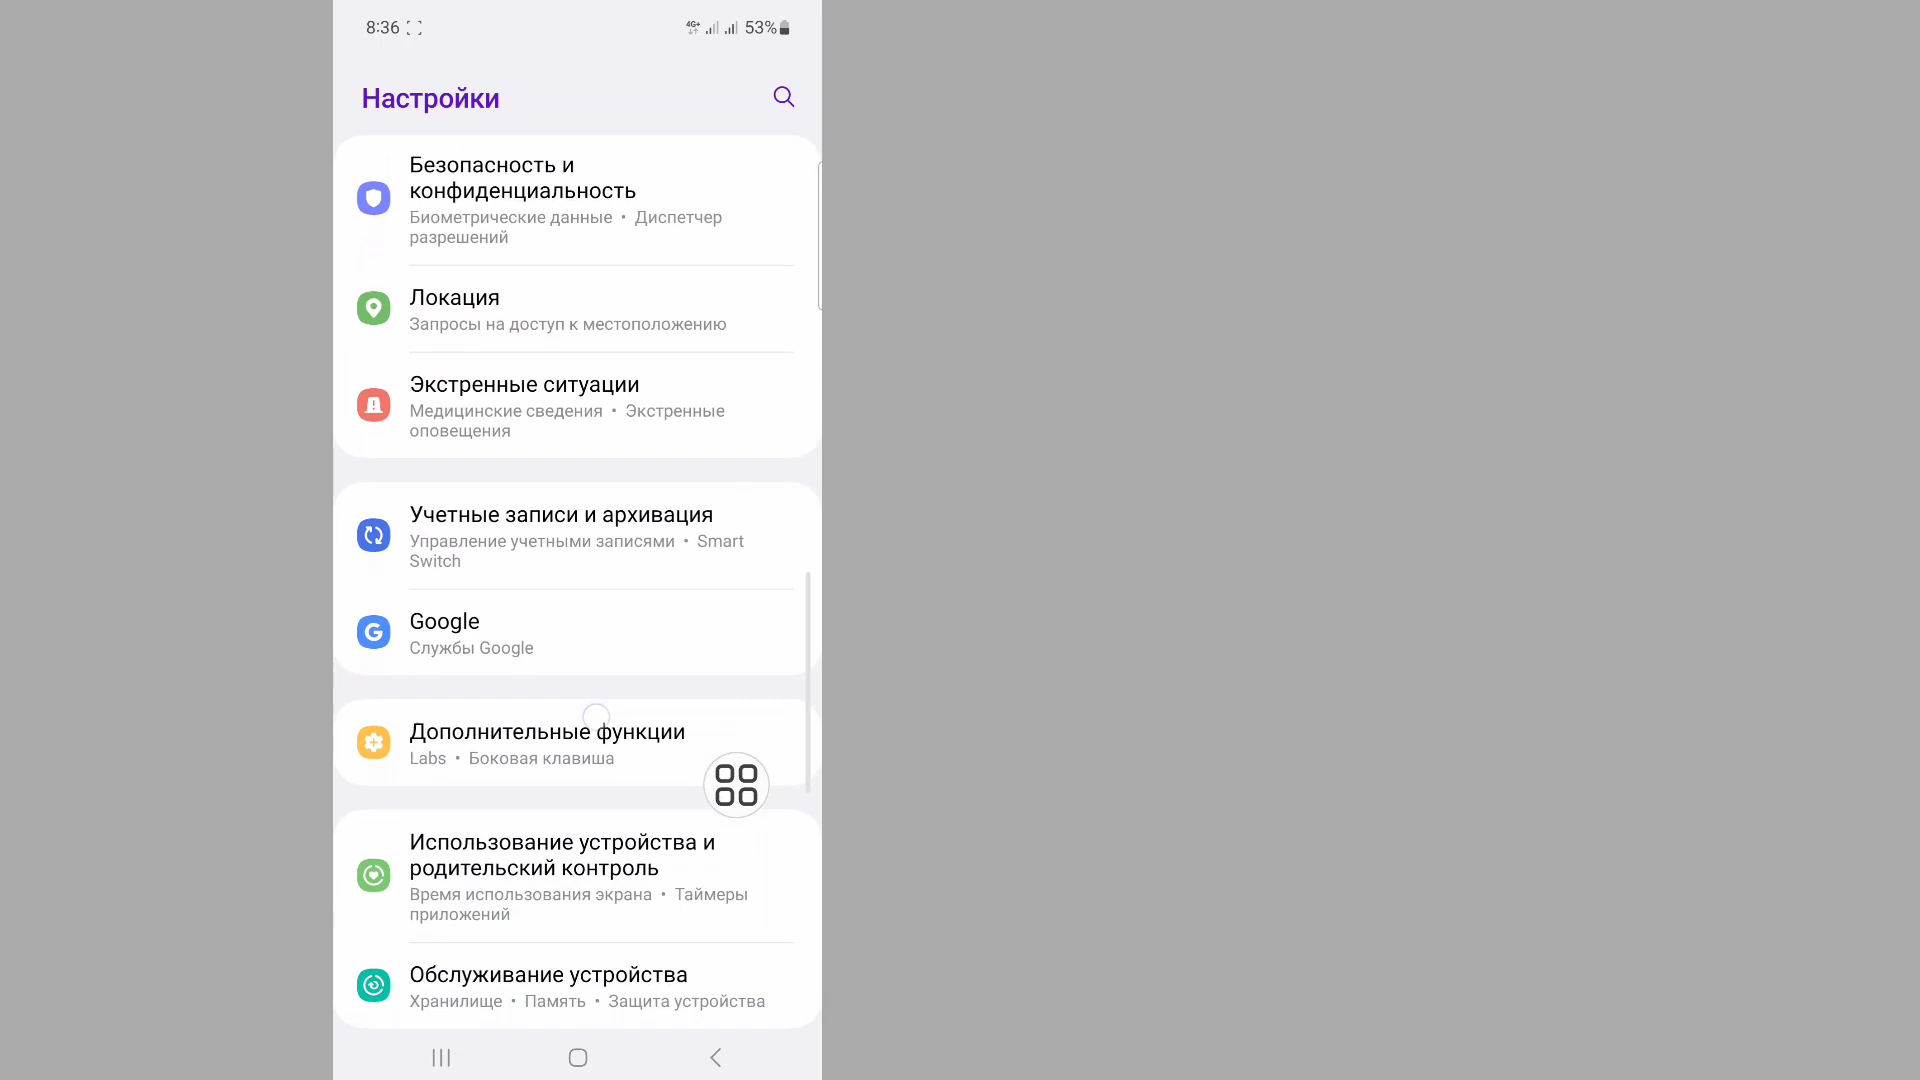 8:36
4G+
53%
Настройки
Безопасность и
конфиденциальность
Биометрические данные • Диспетчер
разрешений
Локация
Запросы на доступ к местоположению
Экстренные ситуации
Медицинские сведения • Экстренные
оповещения
Учетные записи и архивация
Управление учетными записями • Smart
Switch
Google
Службы Google
Дополнительные функции
Labs • Боковая клавиша
Использование устройства и
родительский контроль
Время использования экрана • Таймеры
приложений
Обслуживание устройства
Хранилище • Память • Защита устройства